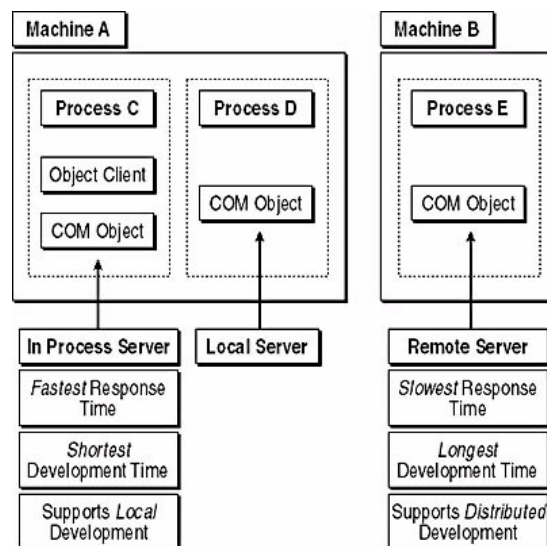 Machine A
Machine B
Process C
Process D
Process E
Object Client
COM Object
COM Object
COM Object
In Process Server
Local Server
Remote Server
Fastest Response
Time
Slowest Response
Time
Shortest
Development Time
Longest
Development Time
Supports Local
Development
Supports Distributed
Development